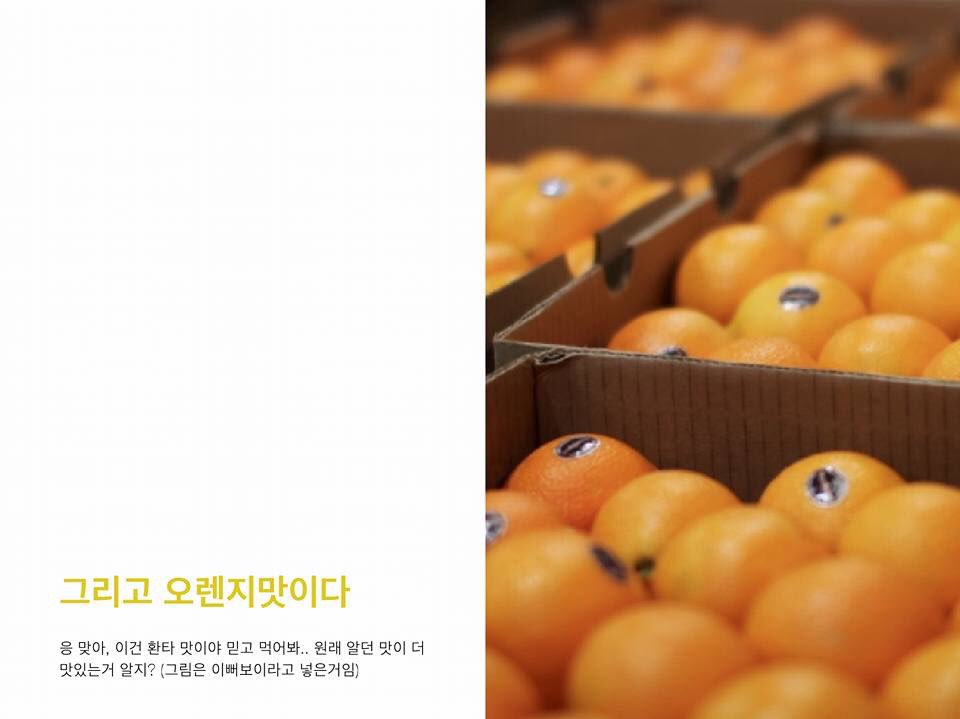 그리고 오렌지맛이다
응 맞아, 이건 환타 맛이야 믿고 먹어봐.. 원래 알던 맛이 더
맛있는거 알지? (그림은 이뻐보이라고 넣은거임)